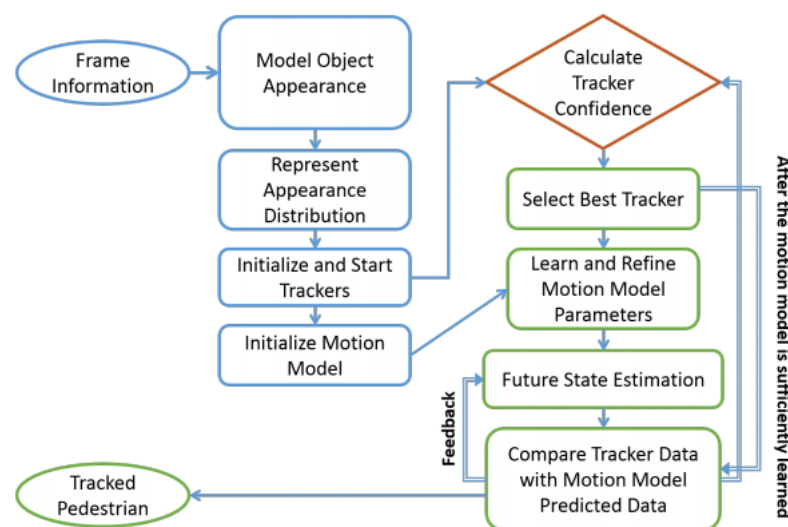 Frame
Information
Model Object
Appearance
Represent
Appearance
Distribution
Initialize and Start
Trackers
Initialize Motion
Model
Calculate
Tracker
Confidence
Select Best Tracker
Learn and Refine
Motion Model
Parameters
Future State Estimation
Feedback
Compare Tracker Data
with Motion Model
Predicted Data
After the motion model is sufficiently learned
Tracked
Pedestrian